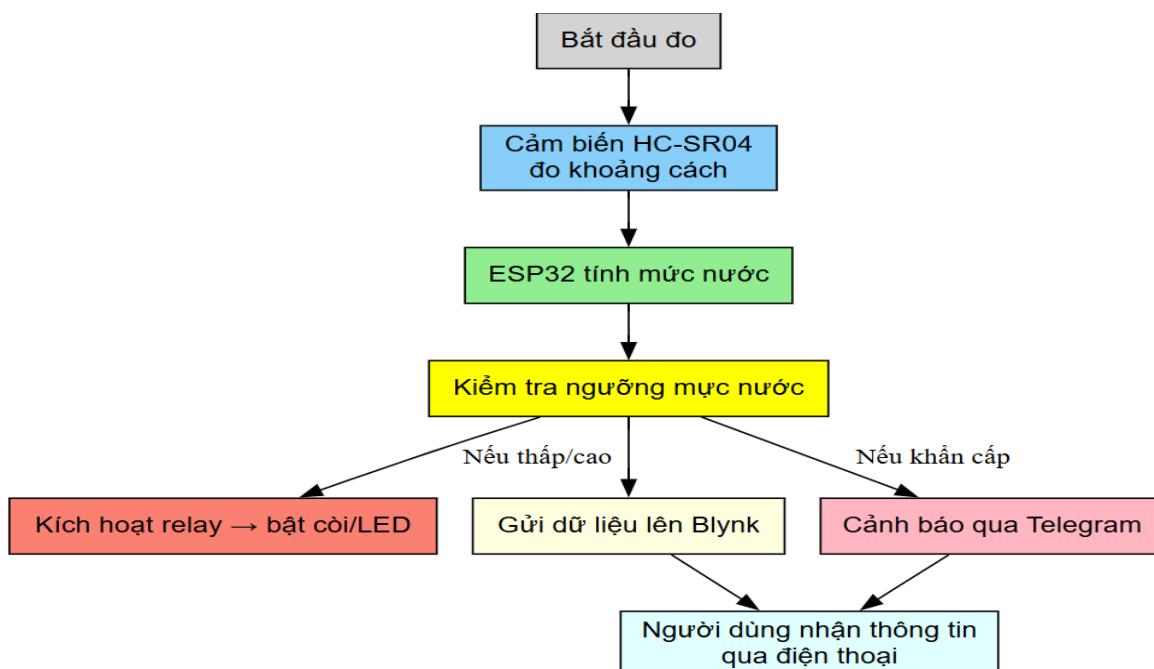 Bắt đầu đo
Cảm biến HC-SR04
đo khoảng cách
ESP32 tính mức nước
Kiểm tra ngưỡng mực nước
Nếu thấp/cao
Nếu khẩn cấp
Kích hoạt relay → bật còi/LED
Gửi dữ liệu lên Blynk
Cảnh báo qua Telegram
Người dùng nhận thông tin
qua điện thoại